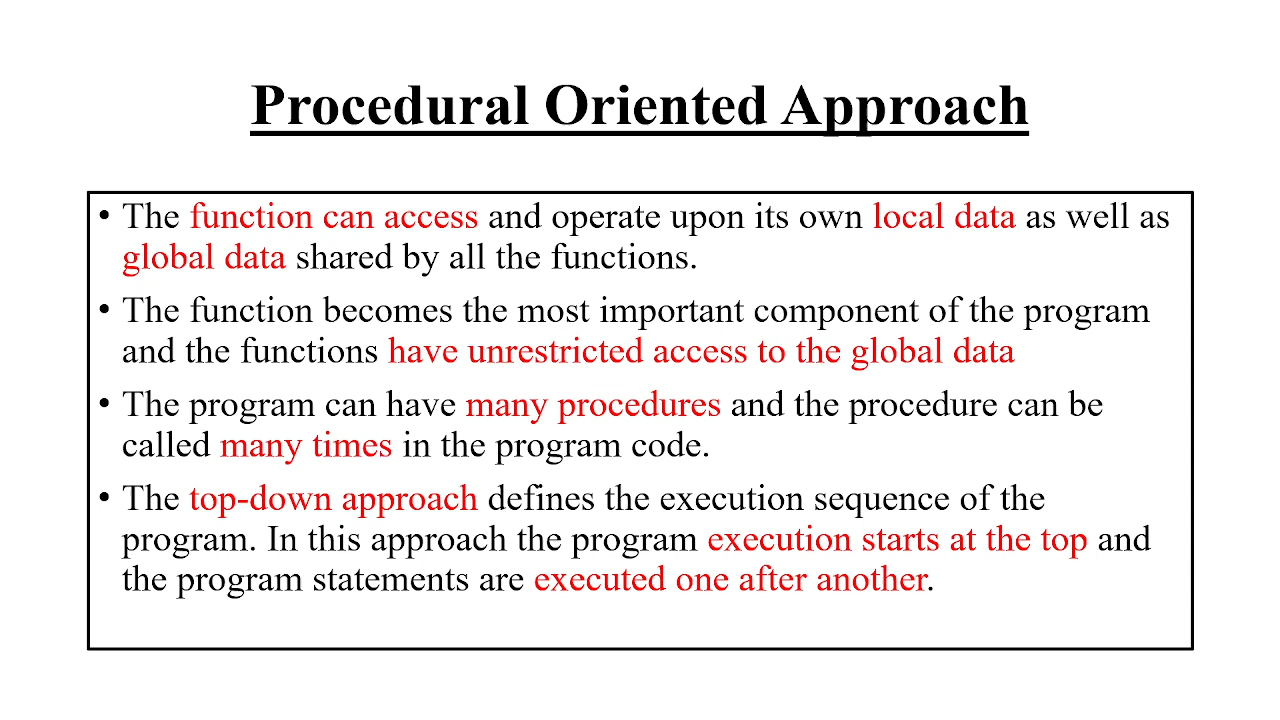 Procedural Oriented Approach
• The function can access and operate upon its own local data as well as
global data shared by all the functions.
• The function becomes the most important component of the program
and the functions have unrestricted access to the global data
• The program can have many procedures and the procedure can be
called many times in the program code.
• The top-down approach defines the execution sequence of the
program. In this approach the program execution starts at the top and
the program statements are executed one after another.